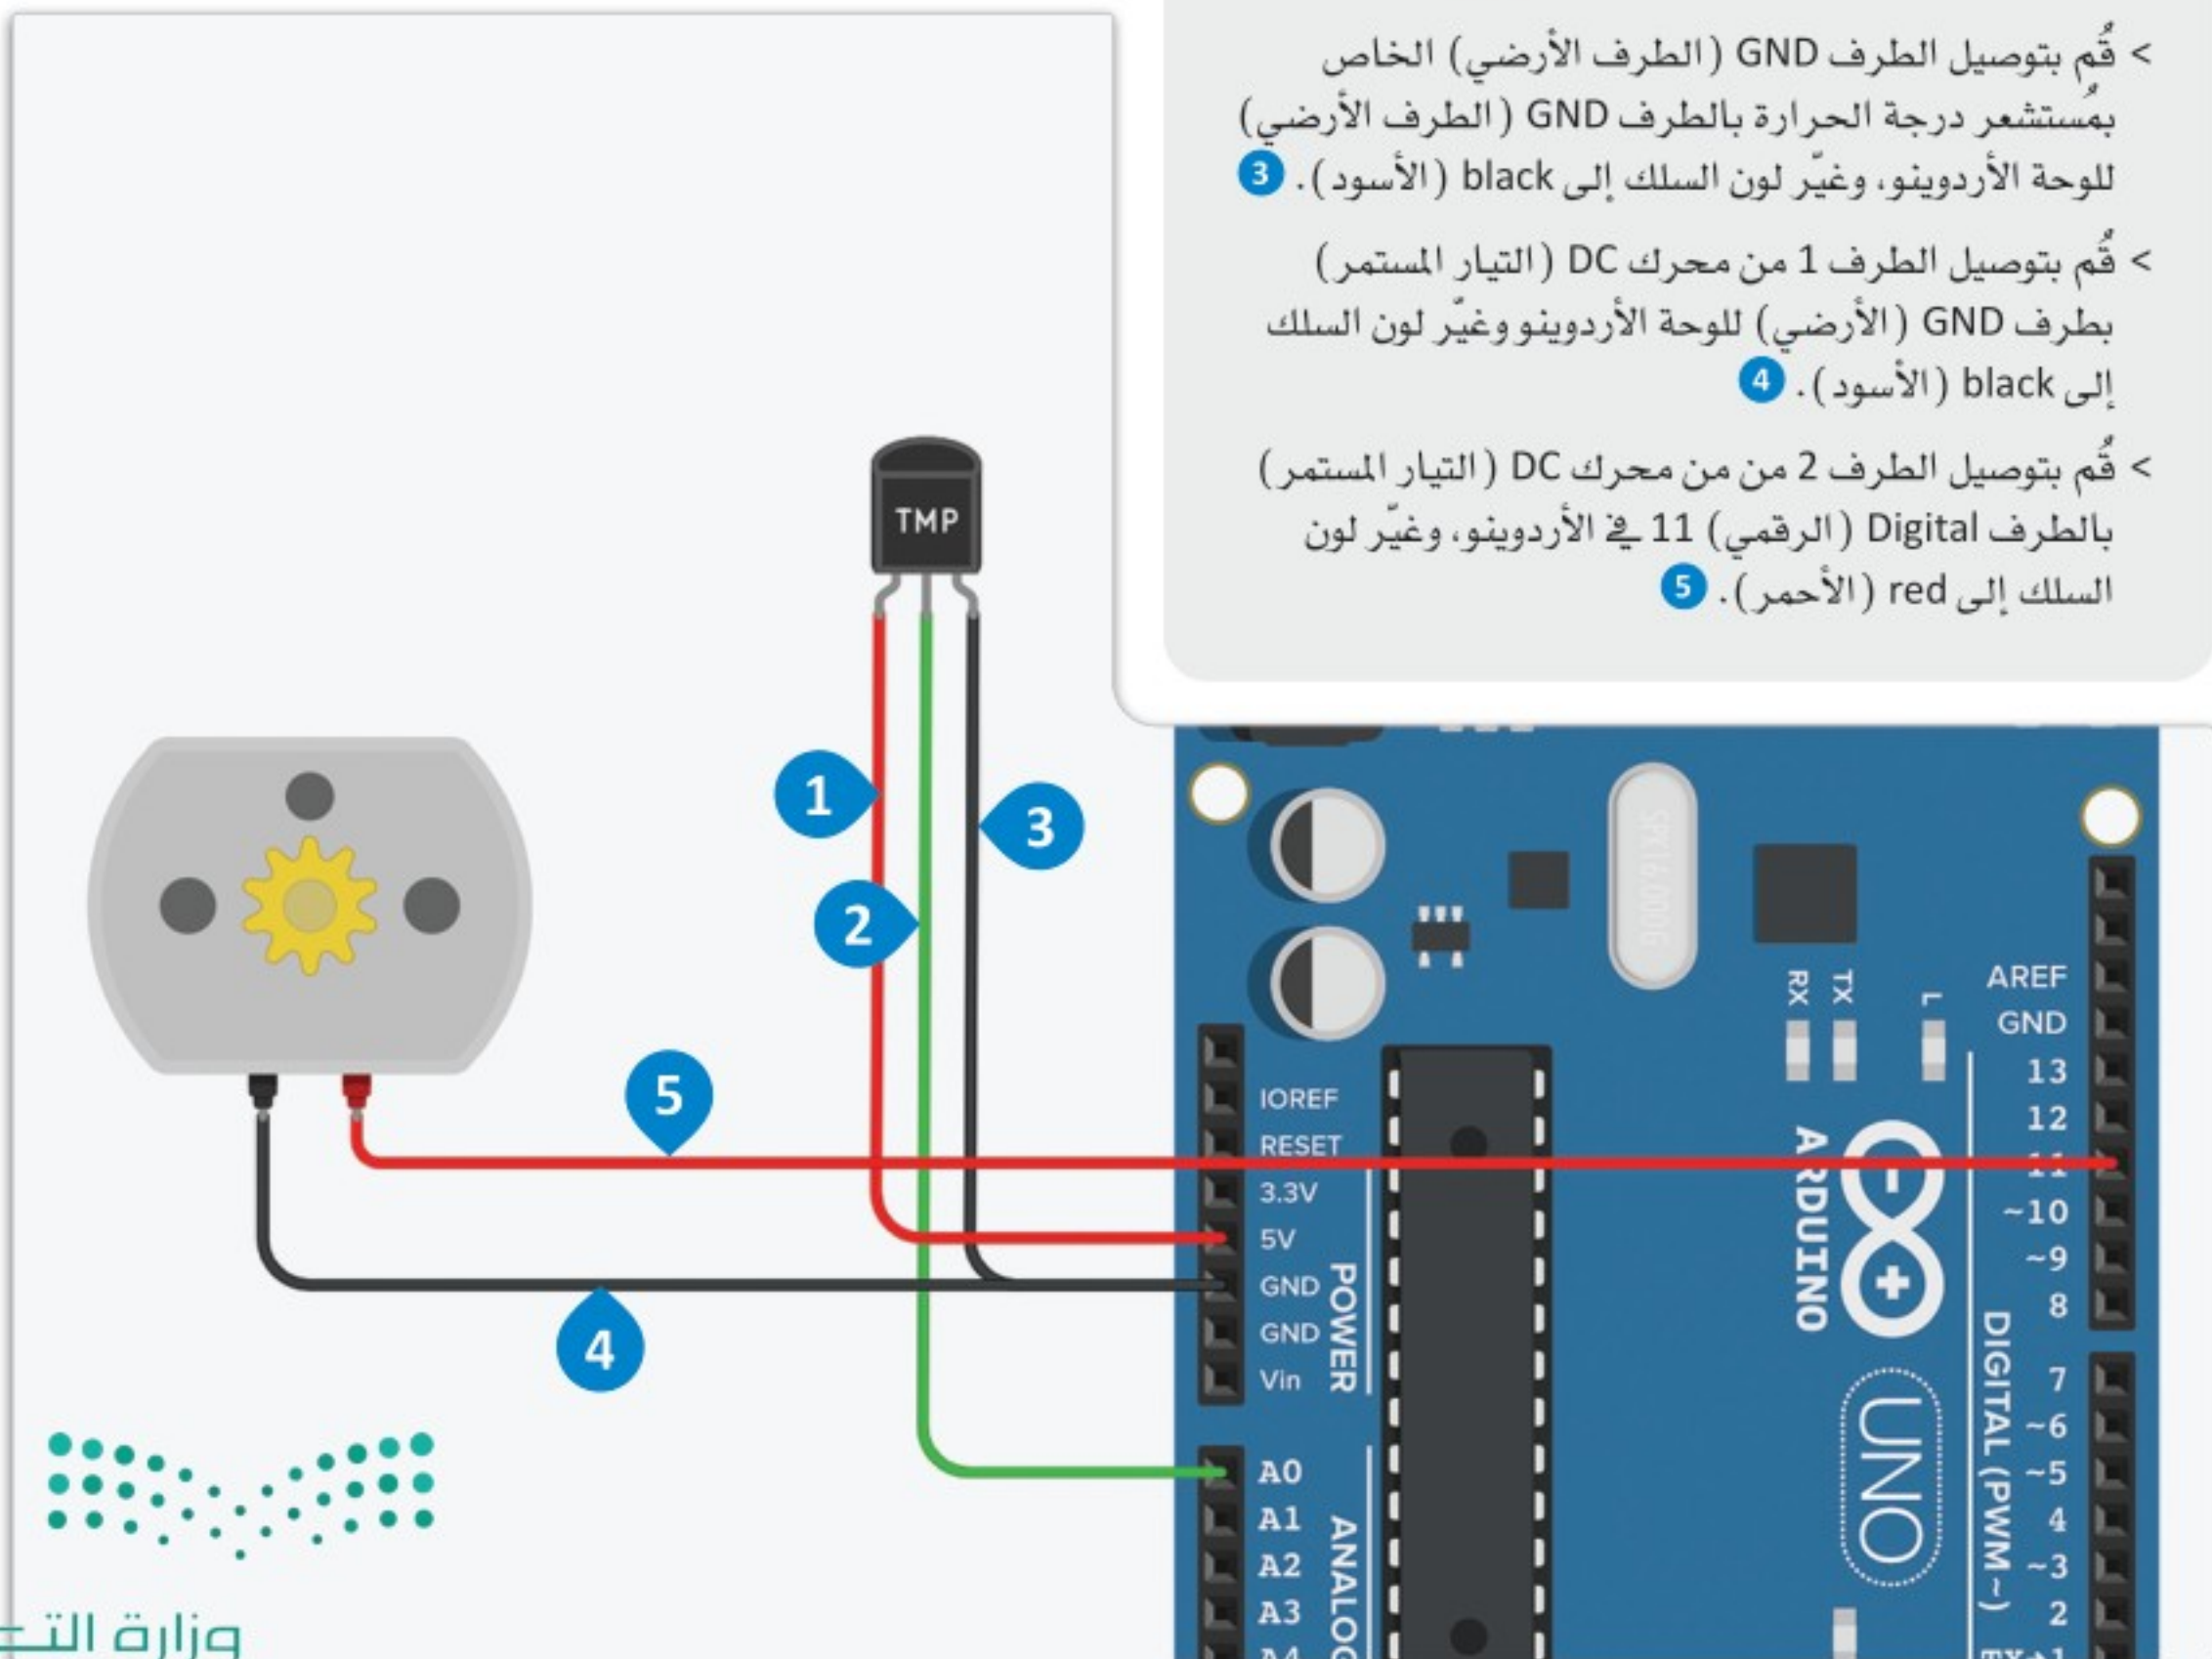 > قُم بتوصيل الطرف GND (الطرف الأرضي) الخاص
بمُستشعر درجة الحرارة بالطرف GND (الطرف الأرضي)
للوحة الأردوينو، وغيّر لون السلك إلى black (الأسود). 3
> قُم بتوصيل الطرف 1 من محرك DC (التيار المستمر)
بطرف GND (الأرضي) للوحة الأردوينو وغيّر لون السلك
إلى black (الأسود). 4
> قُم بتوصيل الطرف 2 من من محرك DC (التيار المستمر)
بالطرف Digital (الرقمي) 11 في الأردوينو، وغيّر لون
السلك إلى red (الأحمر). 5
TMP
1
2
3
5
4
SPK16.000G
RX
TX
L
AREF
GND
13
12
11
~10
~9
8
7
~6
~5
4
~3
2
IOREF
RESET
3.3V
5V
GND
GND
Vin
POWER
A0
A1
A2
A3
A4
ARDUINO
UNO
DIGITAL (PWM~)
وزارة